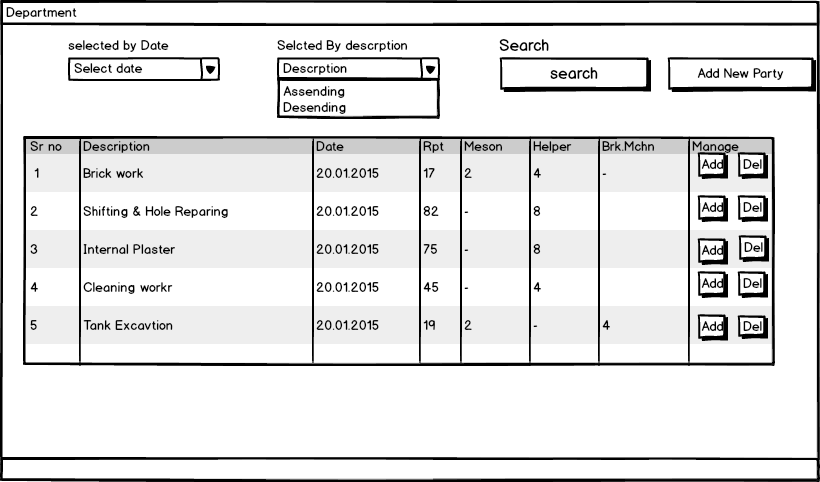 Department
selected by Date Selcted By descrption Search
Select date Descrption search Add New Party
Assending
Desending
Sr no Description Date Rpt Meson Helper Brk.Mchn Manage
1 Brick work 20.01.2015 17 2 4 - Add Del
2 Shifting & Hole Reparing 20.01.2015 82 - 8 Add Del
3 Internal Plaster 20.01.2015 75 - 8 Add Del
4 Cleaning workr 20.01.2015 45 - 4 Add Del
5 Tank Excavtion 20.01.2015 19 2 - 4 Add Del